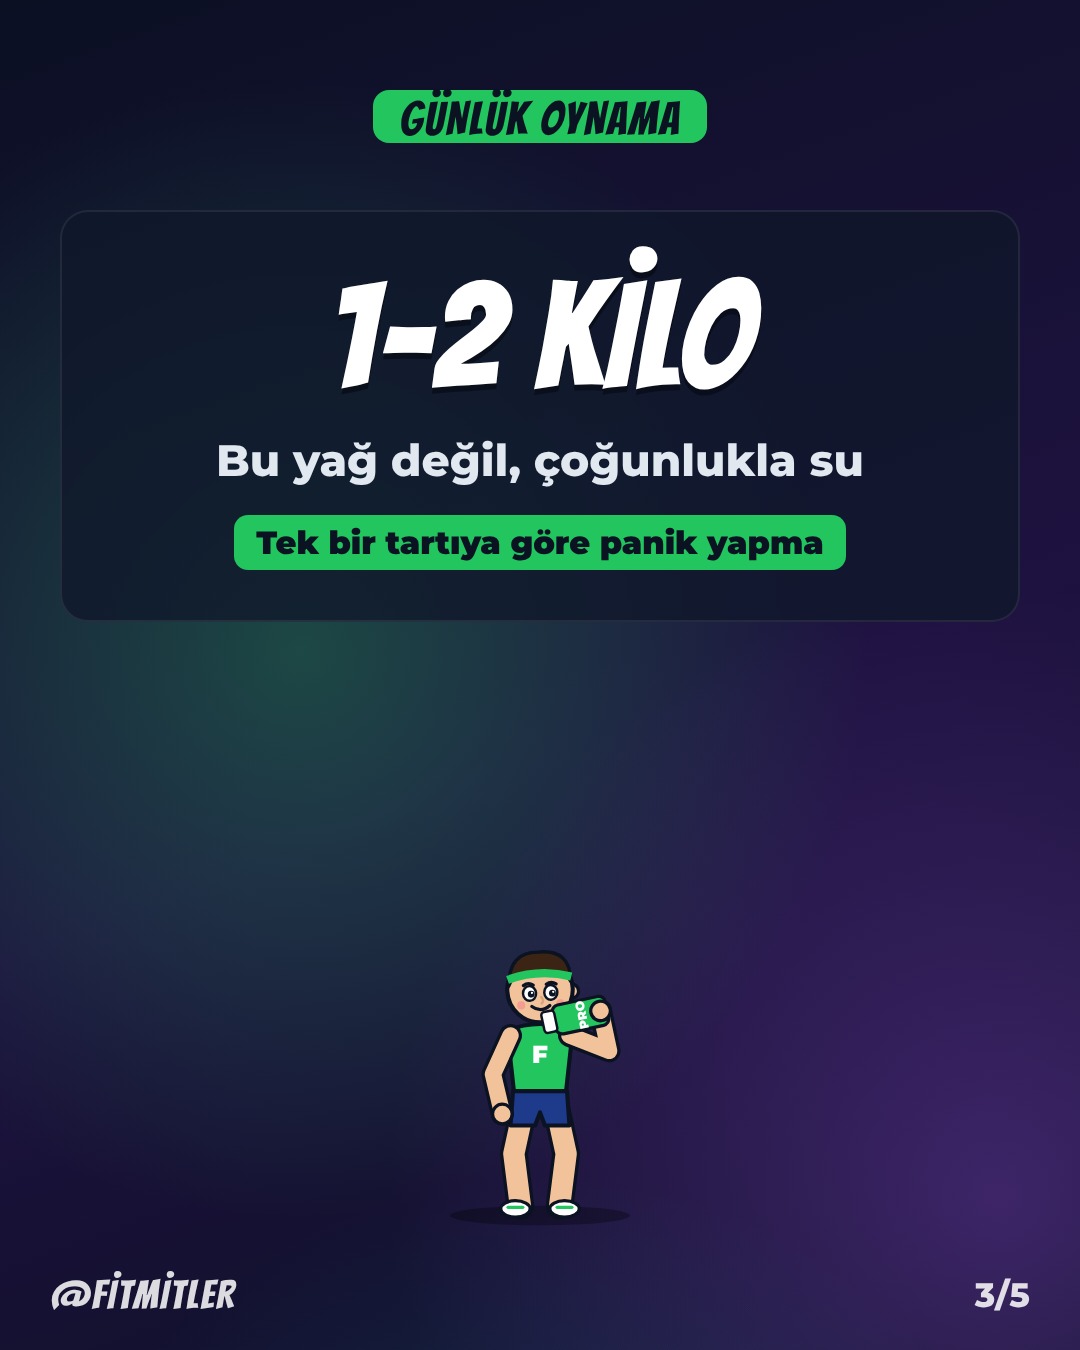 GÜNLÜK OYNAMA
1-2 KİLO
Bu yağ değil, çoğunlukla su
Tek bir tartıya göre panik yapma
PRO
F
@FİTMİTLER
3/5